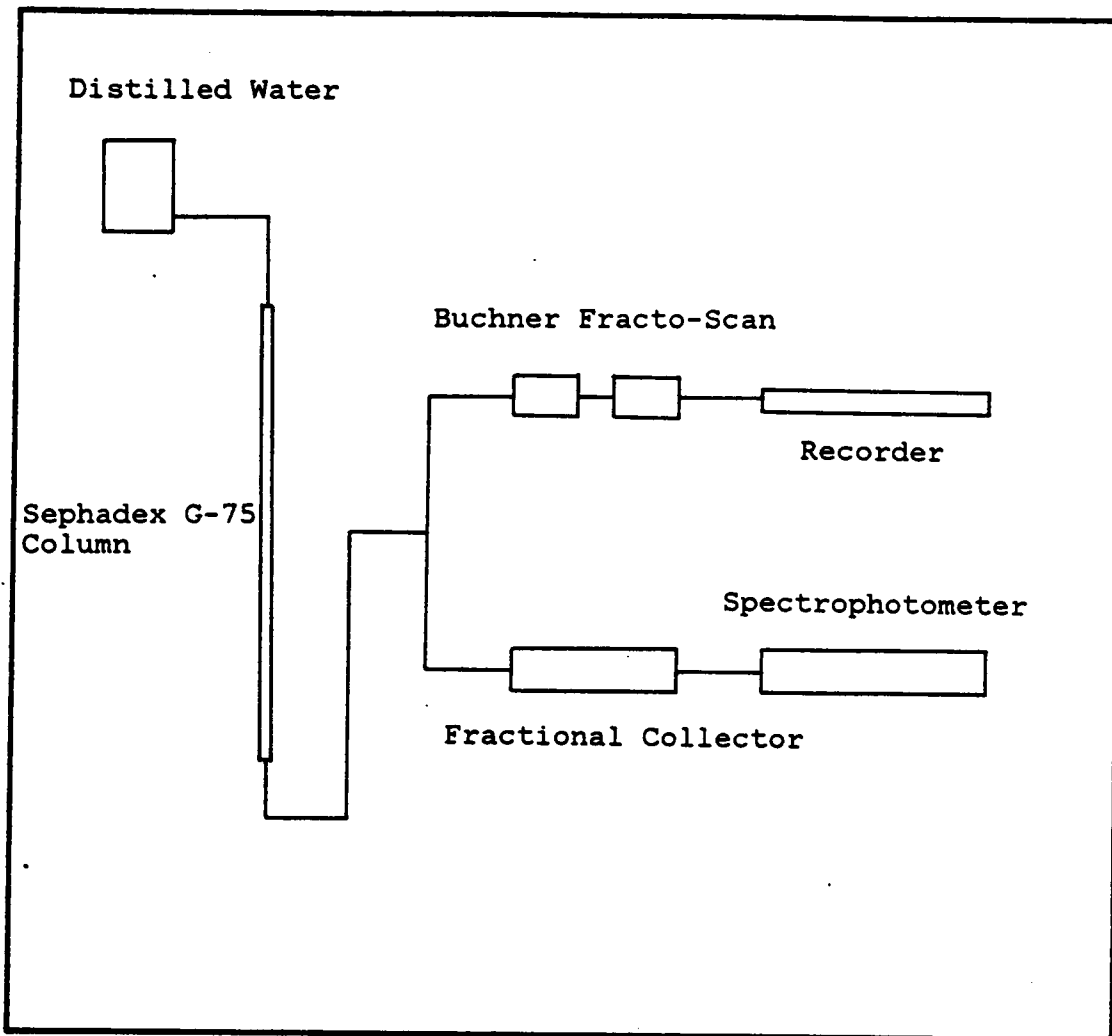 Distilled Water
Buchner Fracto-Scan
Recorder
Sephadex G-75
Column
Spectrophotometer
Fractional Collector